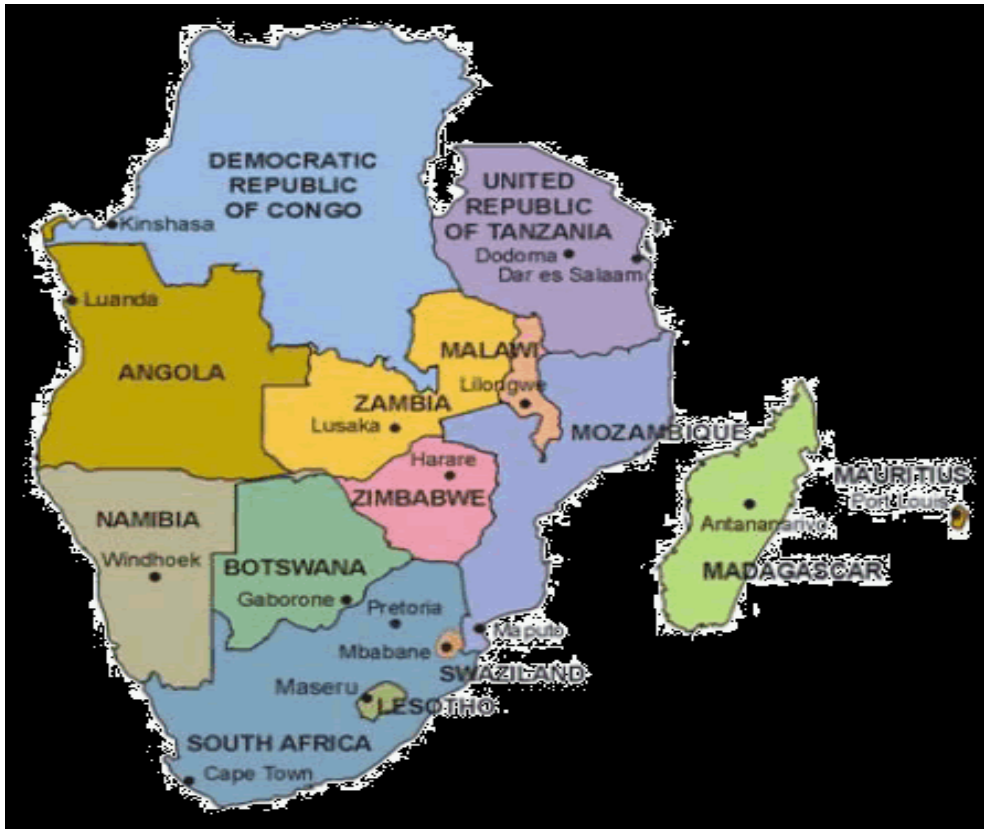 DEMOCRATIC
REPUBLIC
OF CONGO
Kinshasa
UNITED
REPUBLIC
OF TANZANIA
Dodoma
Dar es Salaam
Luanda
ANGOLA
MALAWI
Lilongwe
ZAMBIA
Lusaka
MOZAMBIQUE
Harare
ZIMBABWE
MAURITIUS
Port Louis
NAMIBIA
Windhoek
Antananarivo
MADAGASCAR
BOTSWANA
Gaborone
Pretoria
Maputo
Mbabane
SWAZILAND
Maseru
LESOTHO
SOUTH AFRICA
Cape Town